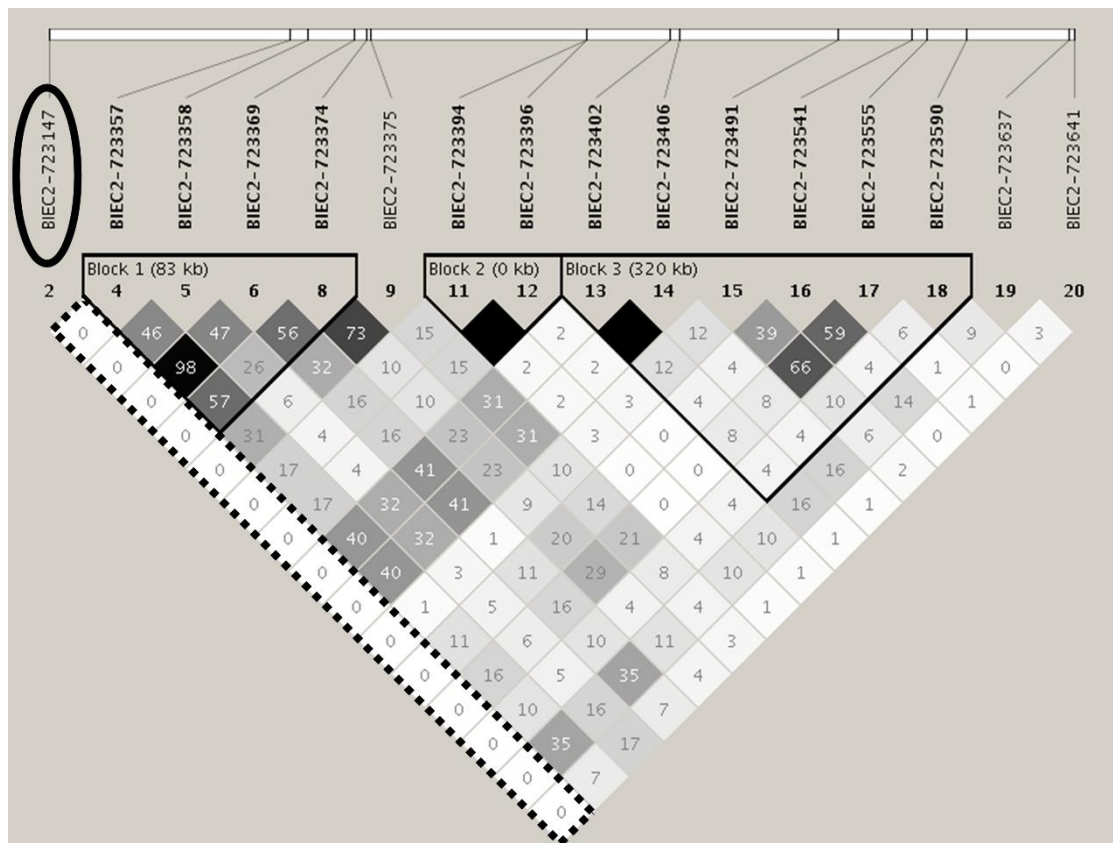 BIEC2-723147
BIEC2-723357
BIEC2-723358
BIEC2-723369
BIEC2-723374
BIEC2-723375
BIEC2-723394
BIEC2-723396
BIEC2-723402
BIEC2-723406
BIEC2-723491
BIEC2-723541
BIEC2-723555
BIEC2-723590
BIEC2-723637
BIEC2-723641
Block 1 (83 kb) Block 2 (0 kb) Block 3 (320 kb)
2 4 5 6 8 9 11 12 13 14 15 16 17 18 19 20
0 46 47 56 73 15 2 12 39 59 6 9 3
0 98 26 32 10 15 2 2 12 4 66 4 1 0
0 57 6 16 10 31 2 3 4 8 10 14 1
0 31 4 16 23 31 3 0 8 4 6 0
0 17 4 41 23 10 0 0 4 16 2
0 17 32 41 9 14 0 4 16 1
0 40 32 1 20 21 4 10 1
0 40 3 11 29 8 10 1
0 1 5 16 4 4 1
0 11 6 10 11 3
0 16 5 35 4
0 10 16 7
0 35 17
0 7
0